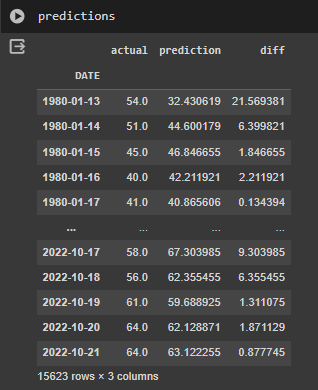 predictions
actual prediction diff
DATE
1980-01-13 54.0 32.430619 21.569381
1980-01-14 51.0 44.600179 6.399821
1980-01-15 45.0 46.846655 1.846655
1980-01-16 40.0 42.211921 2.211921
1980-01-17 41.0 40.865606 0.134394
... ... ... ...
2022-10-17 58.0 67.303985 9.303985
2022-10-18 56.0 62.355455 6.355455
2022-10-19 61.0 59.688925 1.311075
2022-10-20 64.0 62.128871 1.871129
2022-10-21 64.0 63.122255 0.877745
15623 rows × 3 columns